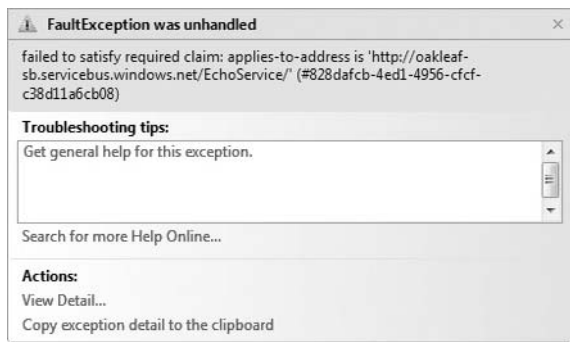 FaultException was unhandled
failed to satisfy required claim: applies-to-address is 'http://oakleaf-
sb.servicebus.windows.net/EchoService/' (#828dafcb-4ed1-4956-cfcf-
c38d11a6cb08)
Troubleshooting tips:
Get general help for this exception.
Search for more Help Online...
Actions:
View Detail...
Copy exception detail to the clipboard